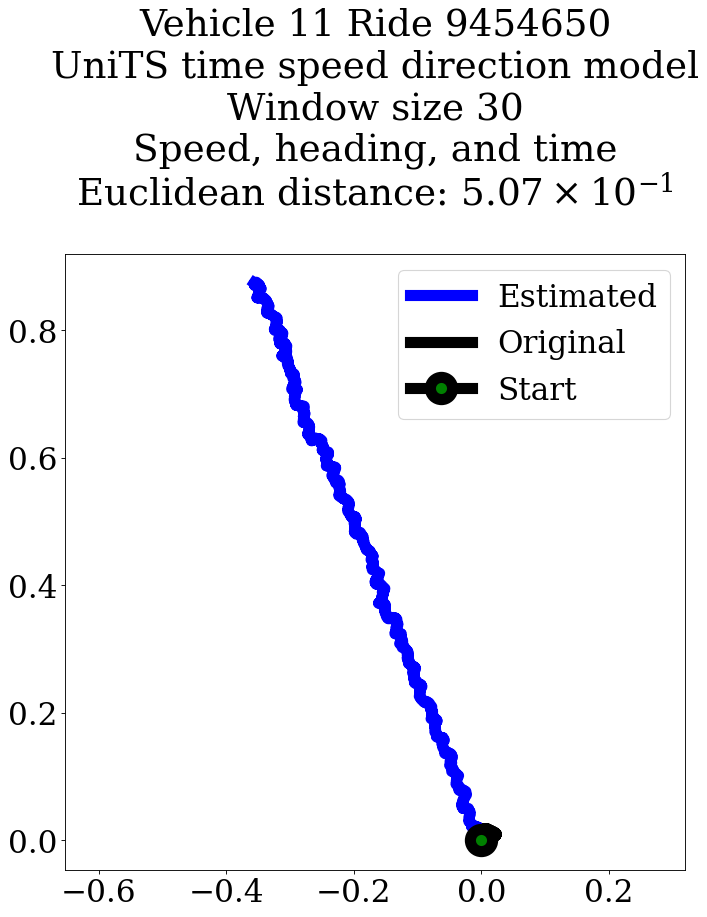 Vehicle 11 Ride 9454650
UniTS time speed direction model
Window size 30
Speed, heading, and time
Euclidean distance: 5.07 × 10⁻¹
Estimated
Original
Start
0.8
0.6
0.4
0.2
0.0
−0.6 −0.4 −0.2 0.0 0.2